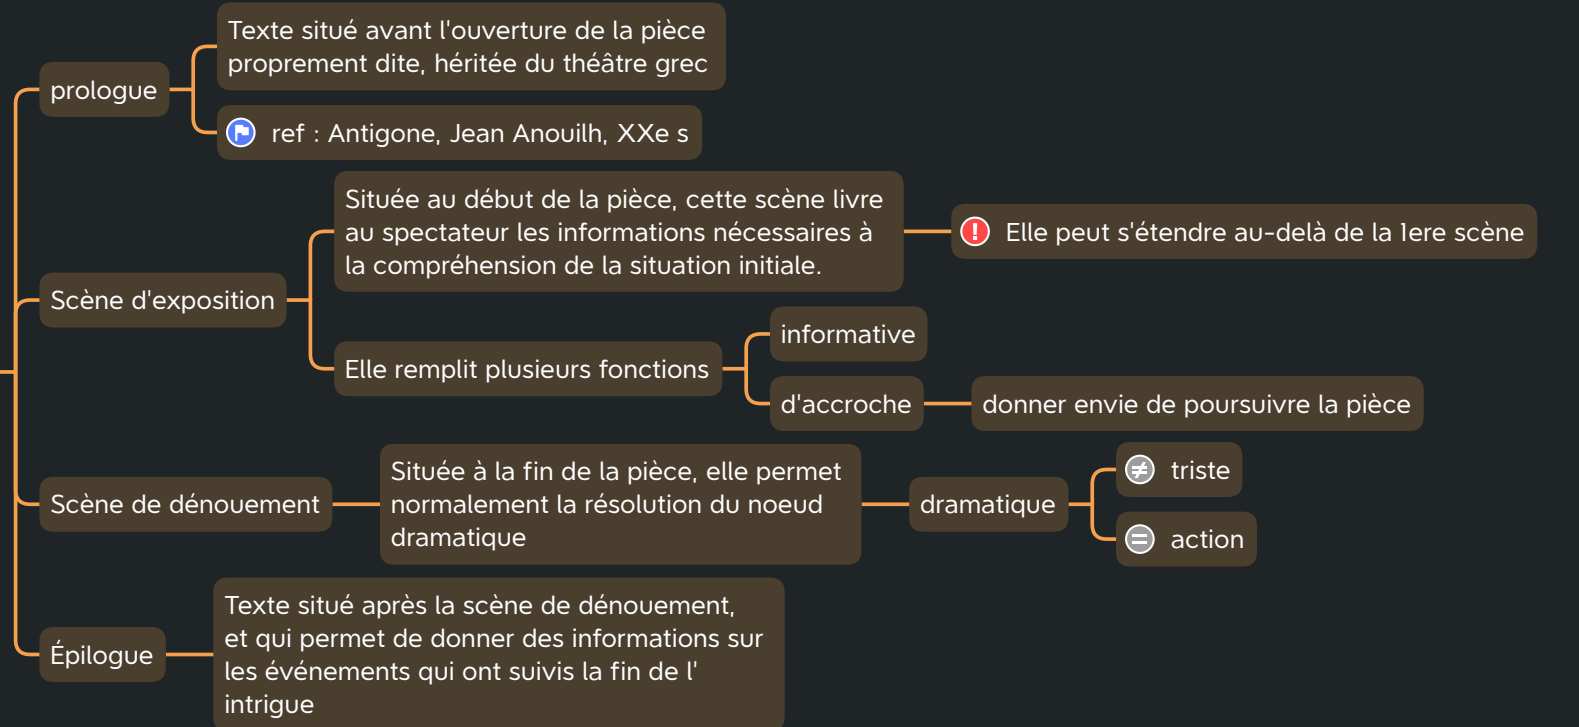 prologue
Texte situé avant l'ouverture de la pièce
proprement dite, héritée du théâtre grec
ref : Antigone, Jean Anouilh, XXe s
Scène d'exposition
Située au début de la pièce, cette scène livre
au spectateur les informations nécessaires à
la compréhension de la situation initiale.
Elle peut s'étendre au-delà de la 1ere scène
Elle remplit plusieurs fonctions
informative
d'accroche
donner envie de poursuivre la pièce
Scène de dénouement
Située à la fin de la pièce, elle permet
normalement la résolution du noeud
dramatique
dramatique
≠ triste
= action
Épilogue
Texte situé après la scène de dénouement,
et qui permet de donner des informations sur
les événements qui ont suivis la fin de l'
intrigue